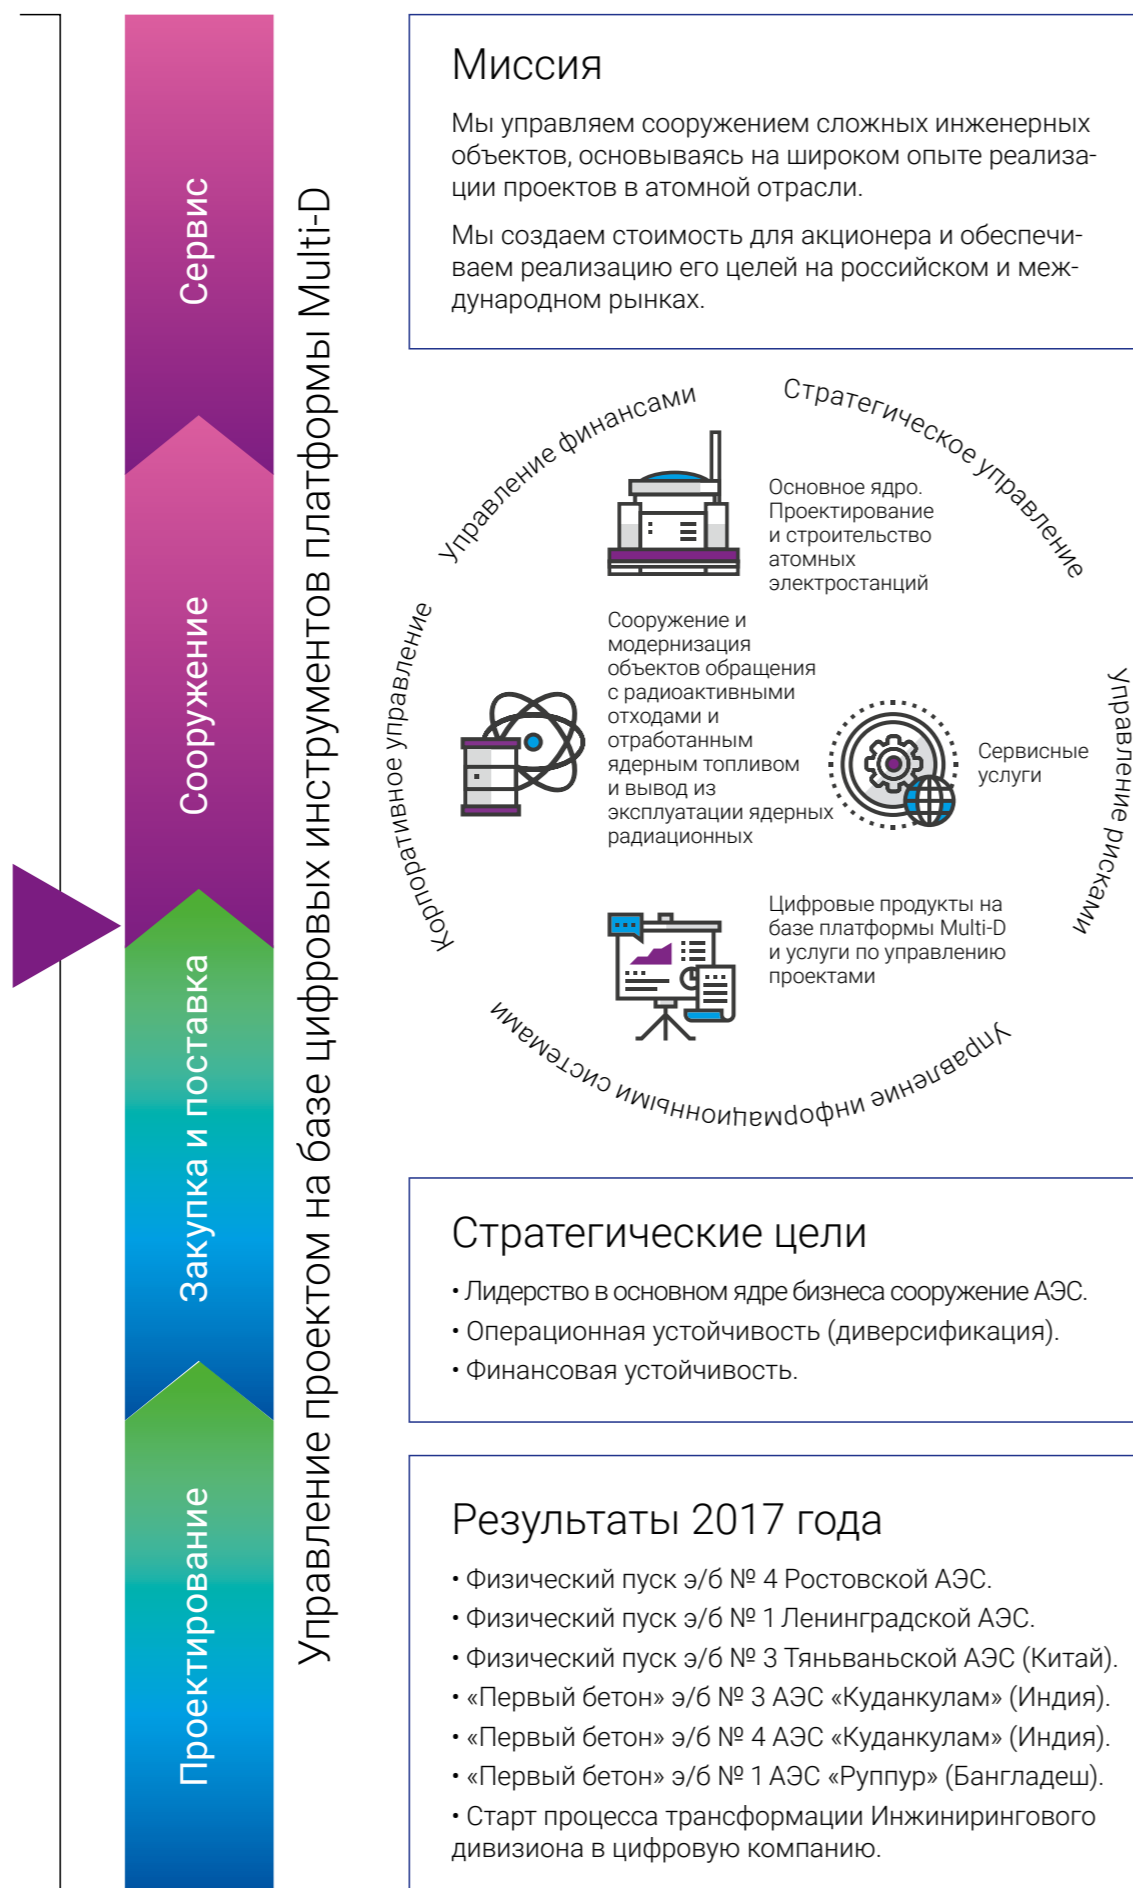 Сервис
Сооружение
Закупка и поставка
Проектирование
Управление проектом на базе цифровых инструментов платформы Multi-D
Миссия
Мы управляем сооружением сложных инженерных
объектов, основываясь на широком опыте реализа-
ции проектов в атомной отрасли.
Мы создаем стоимость для акционера и обеспечи-
ваем реализацию его целей на российском и меж-
дународном рынках.
Управление финансами
Стратегическое управление
Управление рисками
Управление информационными системами
Корпоративное управление
Основное ядро.
Проектирование
и строительство
атомных
электростанций
Сооружение и
модернизация
объектов обращения
с радиоактивными
отходами и
отработанным
ядерным топливом
и вывод из
эксплуатации ядерных
радиационных
Сервисные
услуги
Цифровые продукты на
базе платформы Multi-D
и услуги по управлению
проектами
Стратегические цели
• Лидерство в основном ядре бизнеса сооружение АЭС.
• Операционная устойчивость (диверсификация).
• Финансовая устойчивость.
Результаты 2017 года
• Физический пуск э/б № 4 Ростовской АЭС.
• Физический пуск э/б № 1 Ленинградской АЭС.
• Физический пуск э/б № 3 Тяньваньской АЭС (Китай).
• «Первый бетон» э/б № 3 АЭС «Куданкулам» (Индия).
• «Первый бетон» э/б № 4 АЭС «Куданкулам» (Индия).
• «Первый бетон» э/б № 1 АЭС «Руппур» (Бангладеш).
• Старт процесса трансформации Инжинирингового
дивизиона в цифровую компанию.